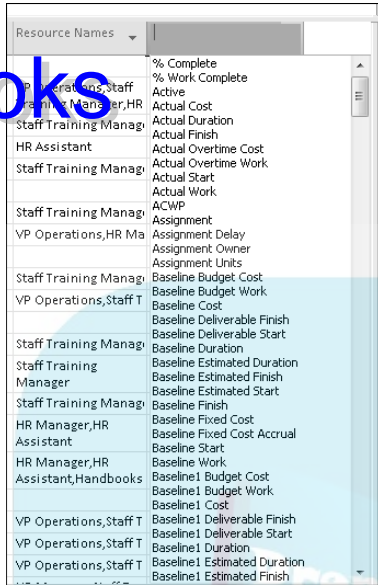 Resource Names
ooks
VP Operations,Staff
Training Manager,HR
Staff Training Manage
HR Assistant
Staff Training Manage
Staff Training Manage
VP Operations,HR Ma
Staff Training Manage
VP Operations,Staff T
Staff Training Manage
Staff Training
Manager
Staff Training Manage
HR Manager,HR
Assistant
HR Manager,HR
Assistant,Handbooks
VP Operations,Staff T
VP Operations,Staff T
VP Operations,Staff T
% Complete
% Work Complete
Active
Actual Cost
Actual Duration
Actual Finish
Actual Overtime Cost
Actual Overtime Work
Actual Start
Actual Work
ACWP
Assignment
Assignment Delay
Assignment Owner
Assignment Units
Baseline Budget Cost
Baseline Budget Work
Baseline Cost
Baseline Deliverable Finish
Baseline Deliverable Start
Baseline Duration
Baseline Estimated Duration
Baseline Estimated Finish
Baseline Estimated Start
Baseline Finish
Baseline Fixed Cost
Baseline Fixed Cost Accrual
Baseline Start
Baseline Work
Baseline1 Budget Cost
Baseline1 Budget Work
Baseline1 Cost
Baseline1 Deliverable Finish
Baseline1 Deliverable Start
Baseline1 Duration
Baseline1 Estimated Duration
Baseline1 Estimated Finish